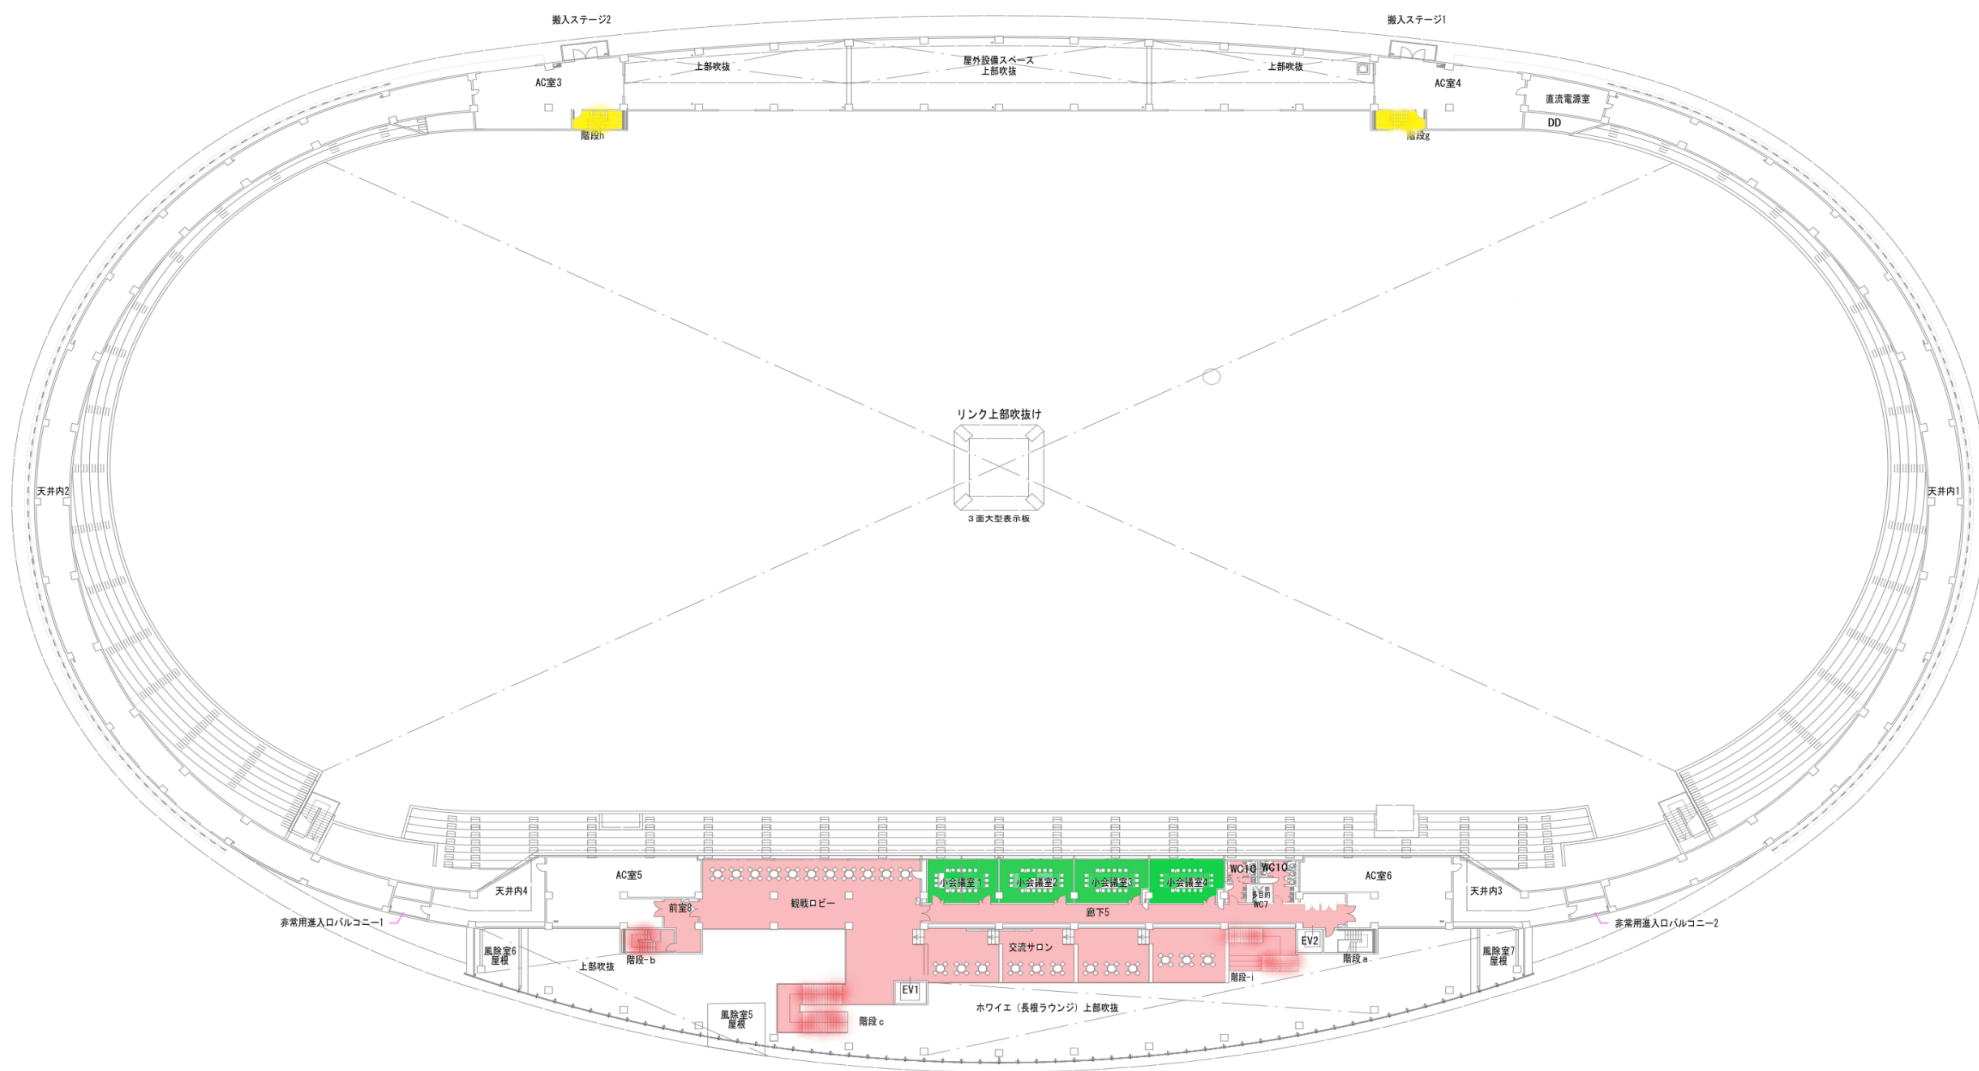 搬入ステージ2
搬入ステージ1
AC室3
上部吹抜
屋外設備スペース
上部吹抜
上部吹抜
AC室4
直流電源室
DD
階段h
階段g
リンク上部吹抜け
3面大型表示板
天井内2
天井内1
AC室5
小会議室1
小会議室2
小会議室3
小会議室4
WC10
WC10
多目的
WC7
AC室6
天井内4
天井内3
前室8
観戦ロビー
廊下5
非常用進入口バルコニー1
非常用進入口バルコニー2
風除室6
屋根
上部吹抜
階段-b
交流サロン
EV2
階段a
風除室7
屋根
階段-i
EV1
風除室5
屋根
階段c
ホワイエ（長根ラウンジ）上部吹抜